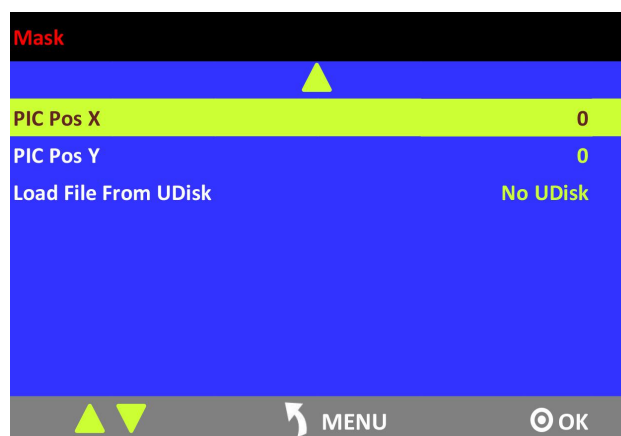 Mask
PIC Pos X 0
PIC Pos Y 0
Load File From UDisk No UDisk
MENU OK